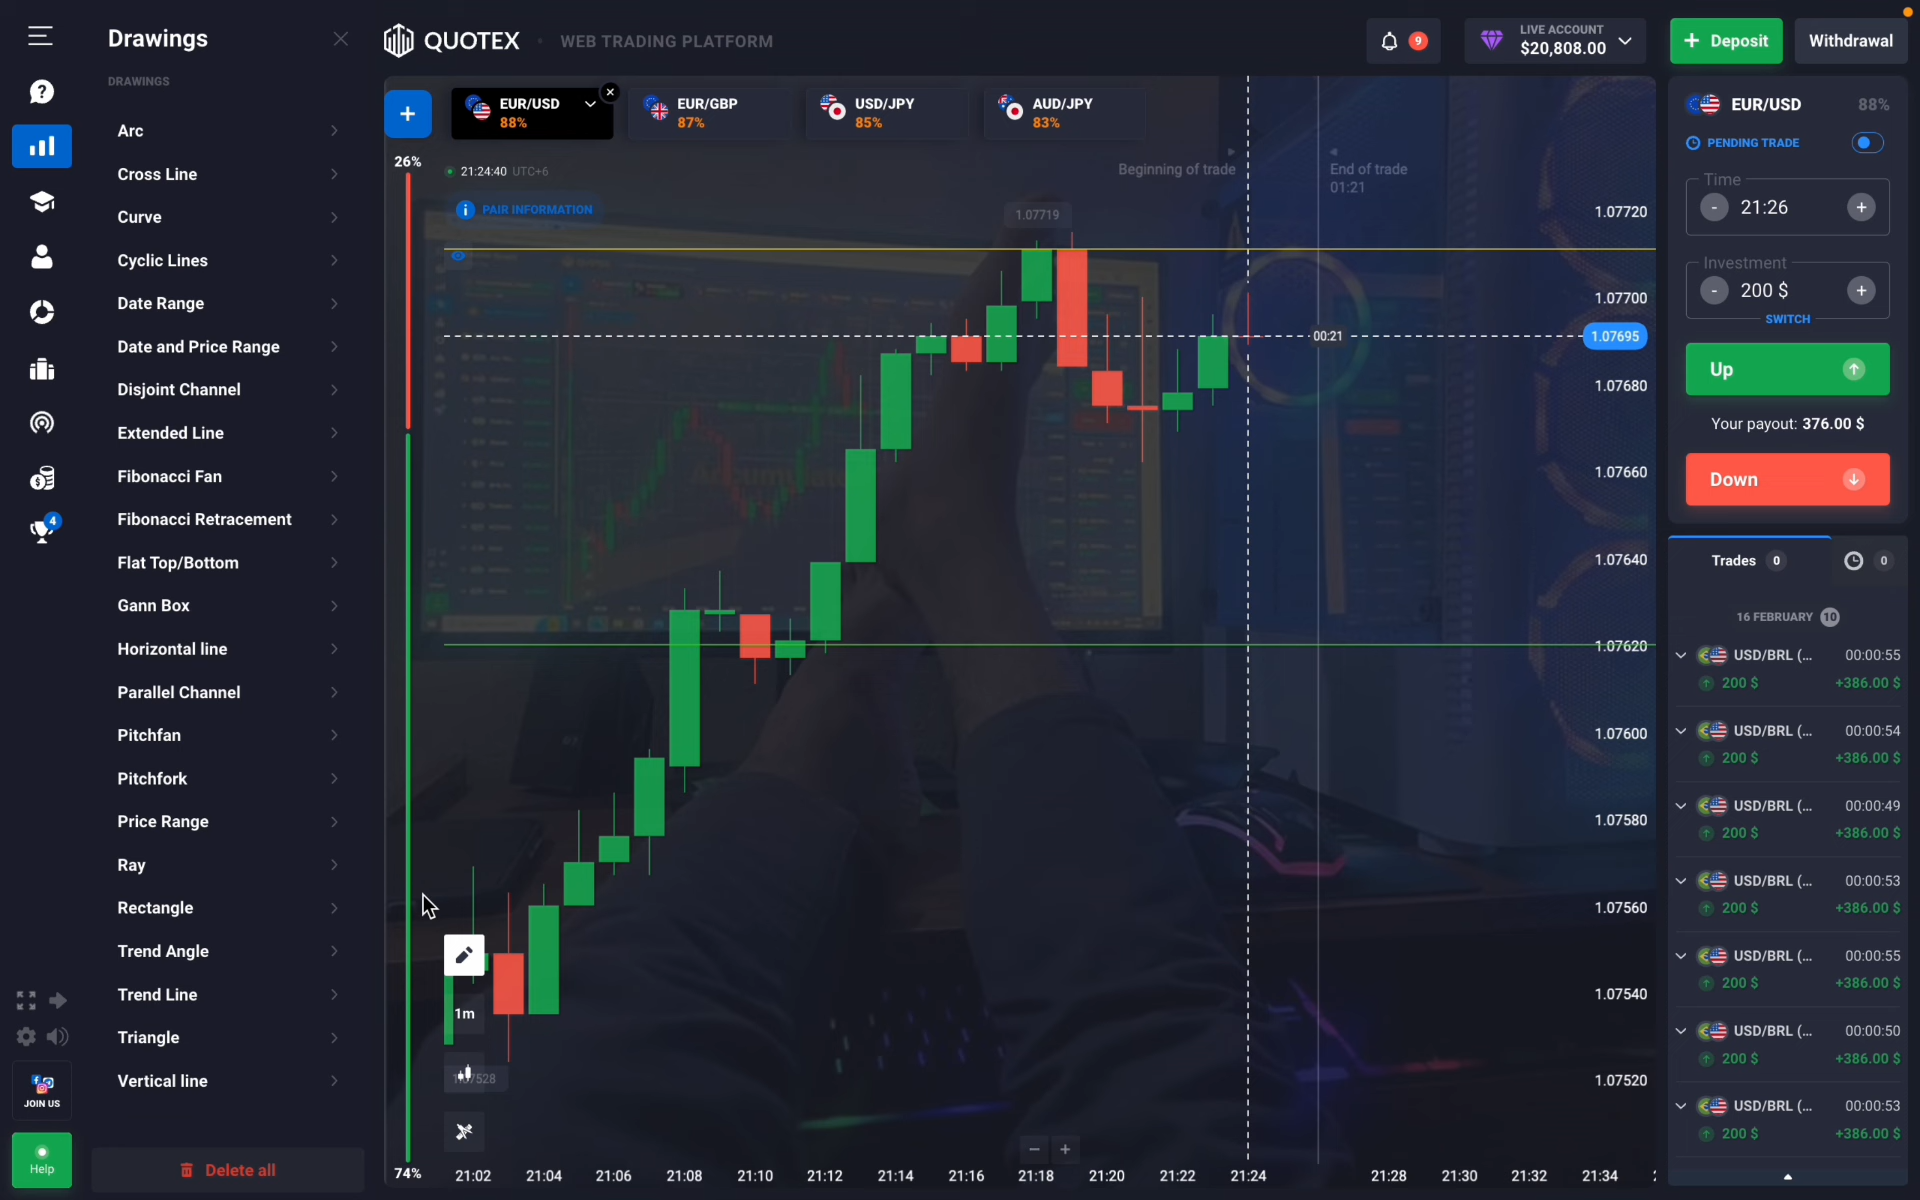 Drawings
DRAWINGS
Arc
Cross Line
Curve
Cyclic Lines
Date Range
Date and Price Range
Disjoint Channel
Extended Line
Fibonacci Fan
Fibonacci Retracement
Flat Top/Bottom
Gann Box
Horizontal line
Parallel Channel
Pitchfan
Pitchfork
Price Range
Ray
Rectangle
Trend Angle
Trend Line
Triangle
Vertical line
Delete all
4
JOIN US
Help
QUOTEX
WEB TRADING PLATFORM
9
LIVE ACCOUNT
$20,808.00
+ Deposit
Withdrawal
+
EUR/USD
88%
EUR/GBP
87%
USD/JPY
85%
AUD/JPY
83%
26%
21:24:40 UTC+6
PAIR INFORMATION
Beginning of trade
End of trade
01:21
1.07719
00:21
1.07720
1.07700
1.07695
1.07680
1.07660
1.07640
1.07620
1.07600
1.07580
1.07560
1.07540
1.07520
1m
74%
- +
21:02 21:04 21:06 21:08 21:10 21:12 21:14 21:16 21:18 21:20 21:22 21:24 21:28 21:30 21:32 21:34
EUR/USD 88%
PENDING TRADE
Time
- 21:26 +
Investment
- 200 $ +
SWITCH
Up
Your payout: 376.00 $
Down
Trades 0
0
16 FEBRUARY 10
USD/BRL (... 00:00:55
200 $ +386.00 $
USD/BRL (... 00:00:54
200 $ +386.00 $
USD/BRL (... 00:00:49
200 $ +386.00 $
USD/BRL (... 00:00:53
200 $ +386.00 $
USD/BRL (... 00:00:55
200 $ +386.00 $
USD/BRL (... 00:00:50
200 $ +386.00 $
USD/BRL (... 00:00:53
200 $ +386.00 $